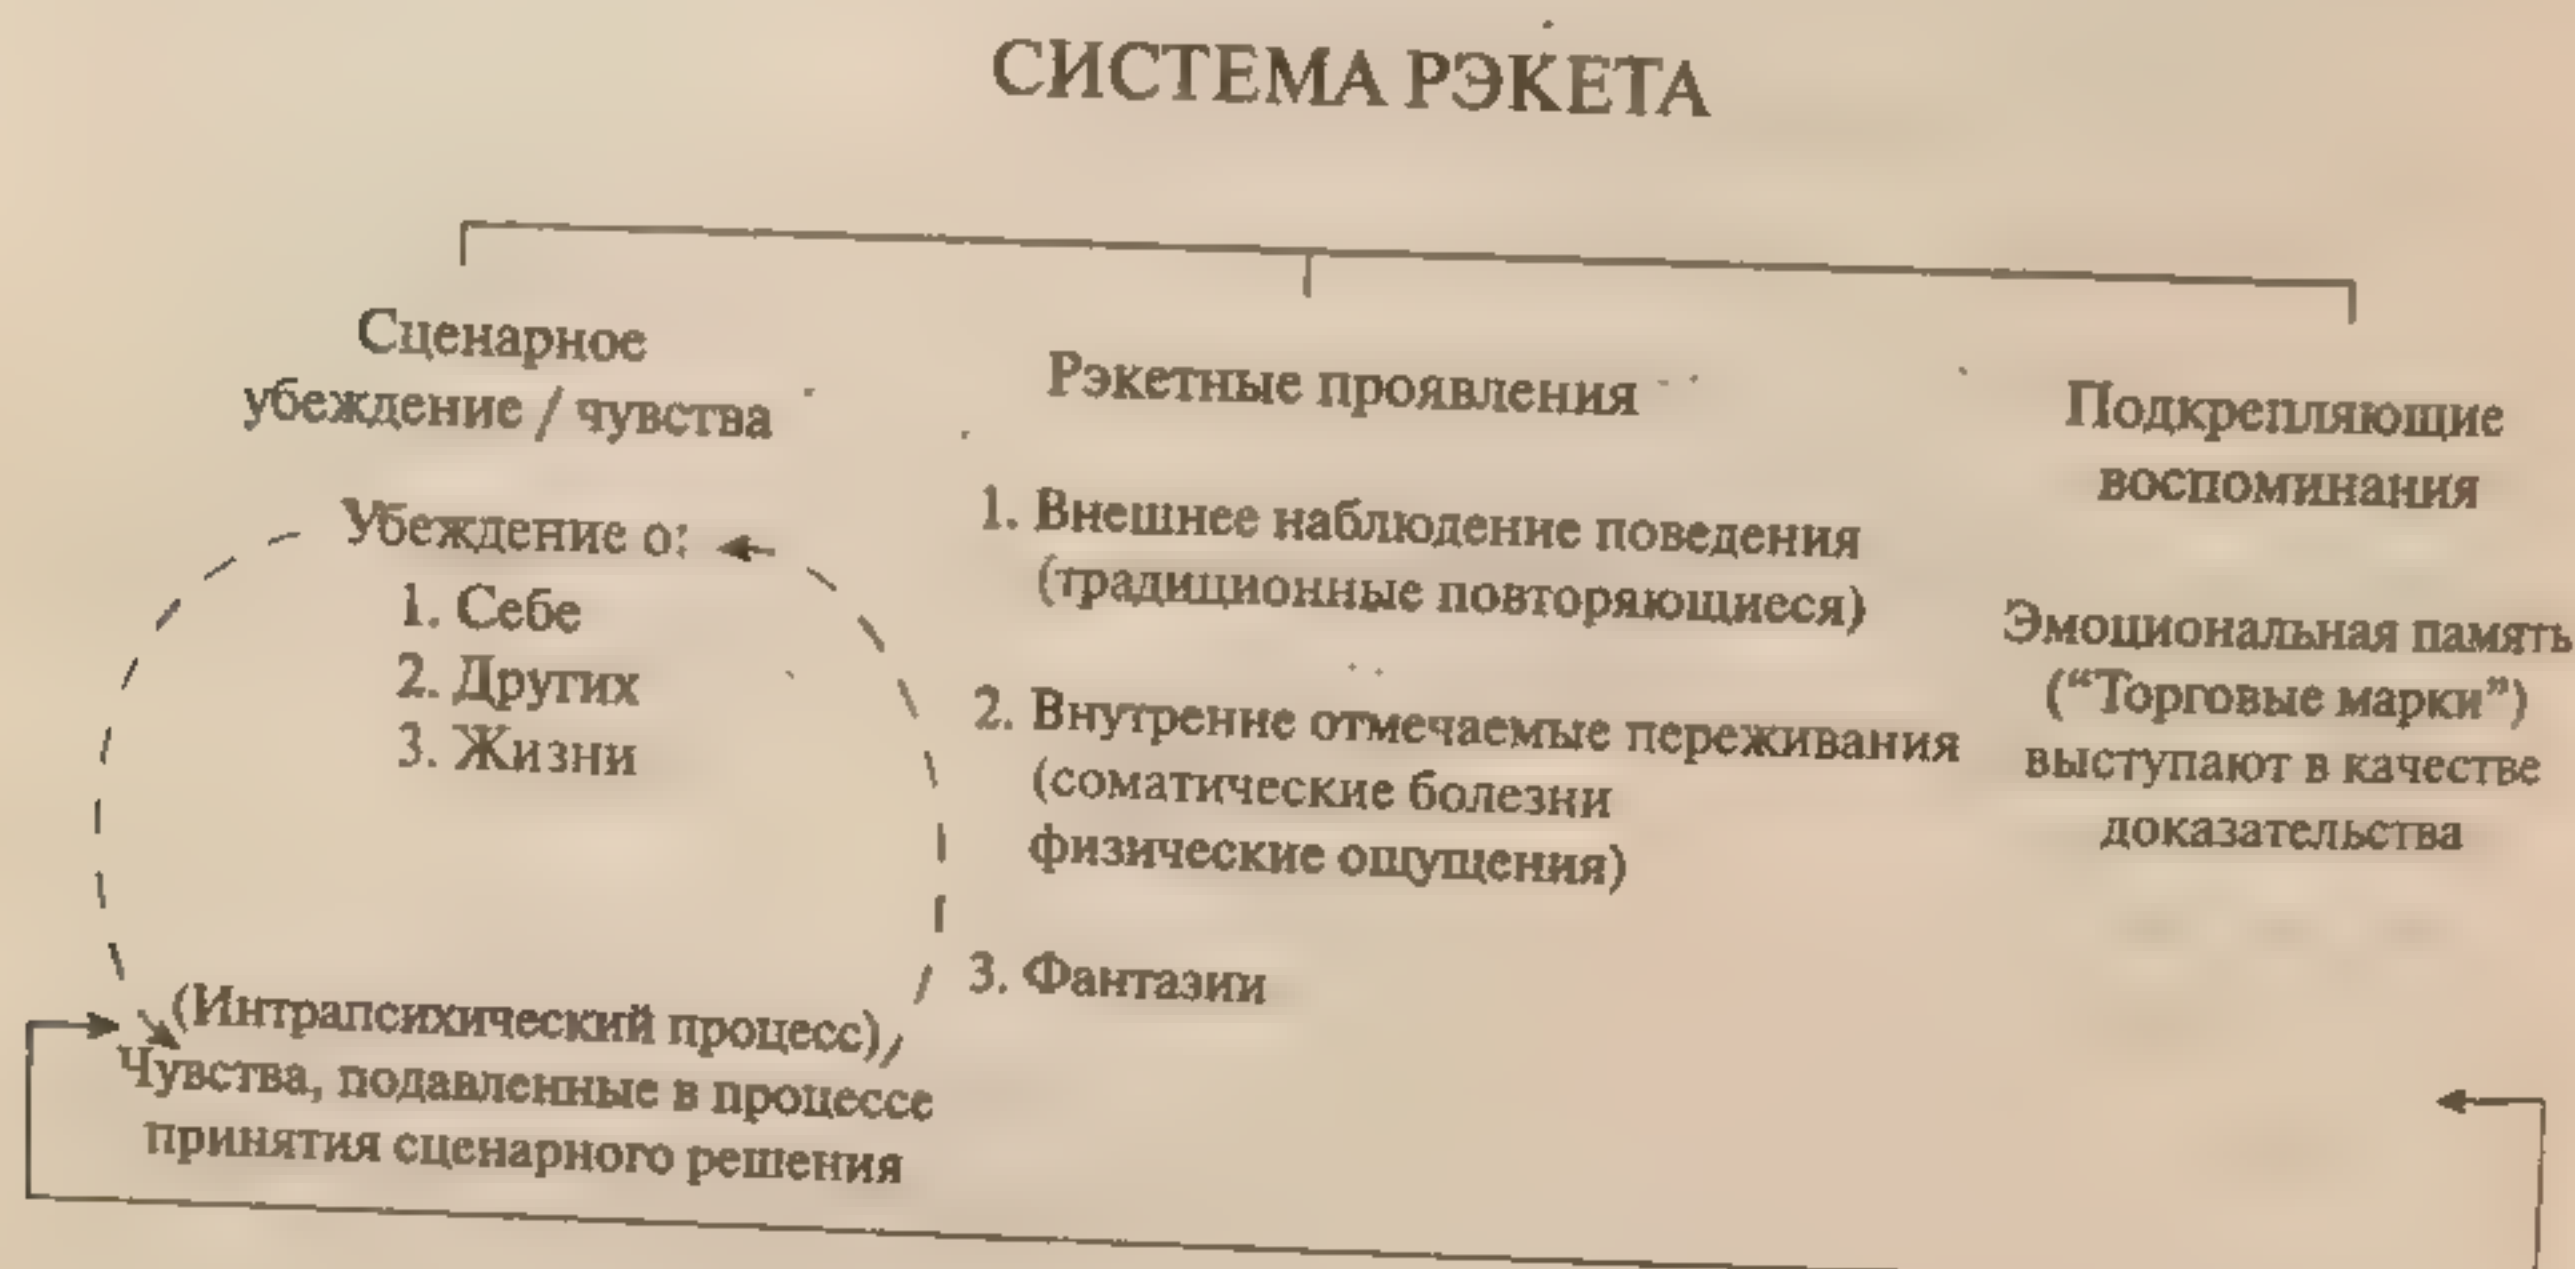 СИСТЕМА РЭКЕТА
Сценарное
убеждение / чувства
Убеждение о:
1. Себе
2. Других
3. Жизни
(Интрапсихический процесс)
Чувства, подавленные в процессе
принятия сценарного решения
Рэкетные проявления
1. Внешнее наблюдение поведения
(традиционные повторяющиеся)
2. Внутренне отмечаемые переживания
(соматические болезни
физические ощущения)
3. Фантазии
Подкрепляющие
воспоминания
Эмоциональная память
(“Торговые марки”)
выступают в качестве
доказательства